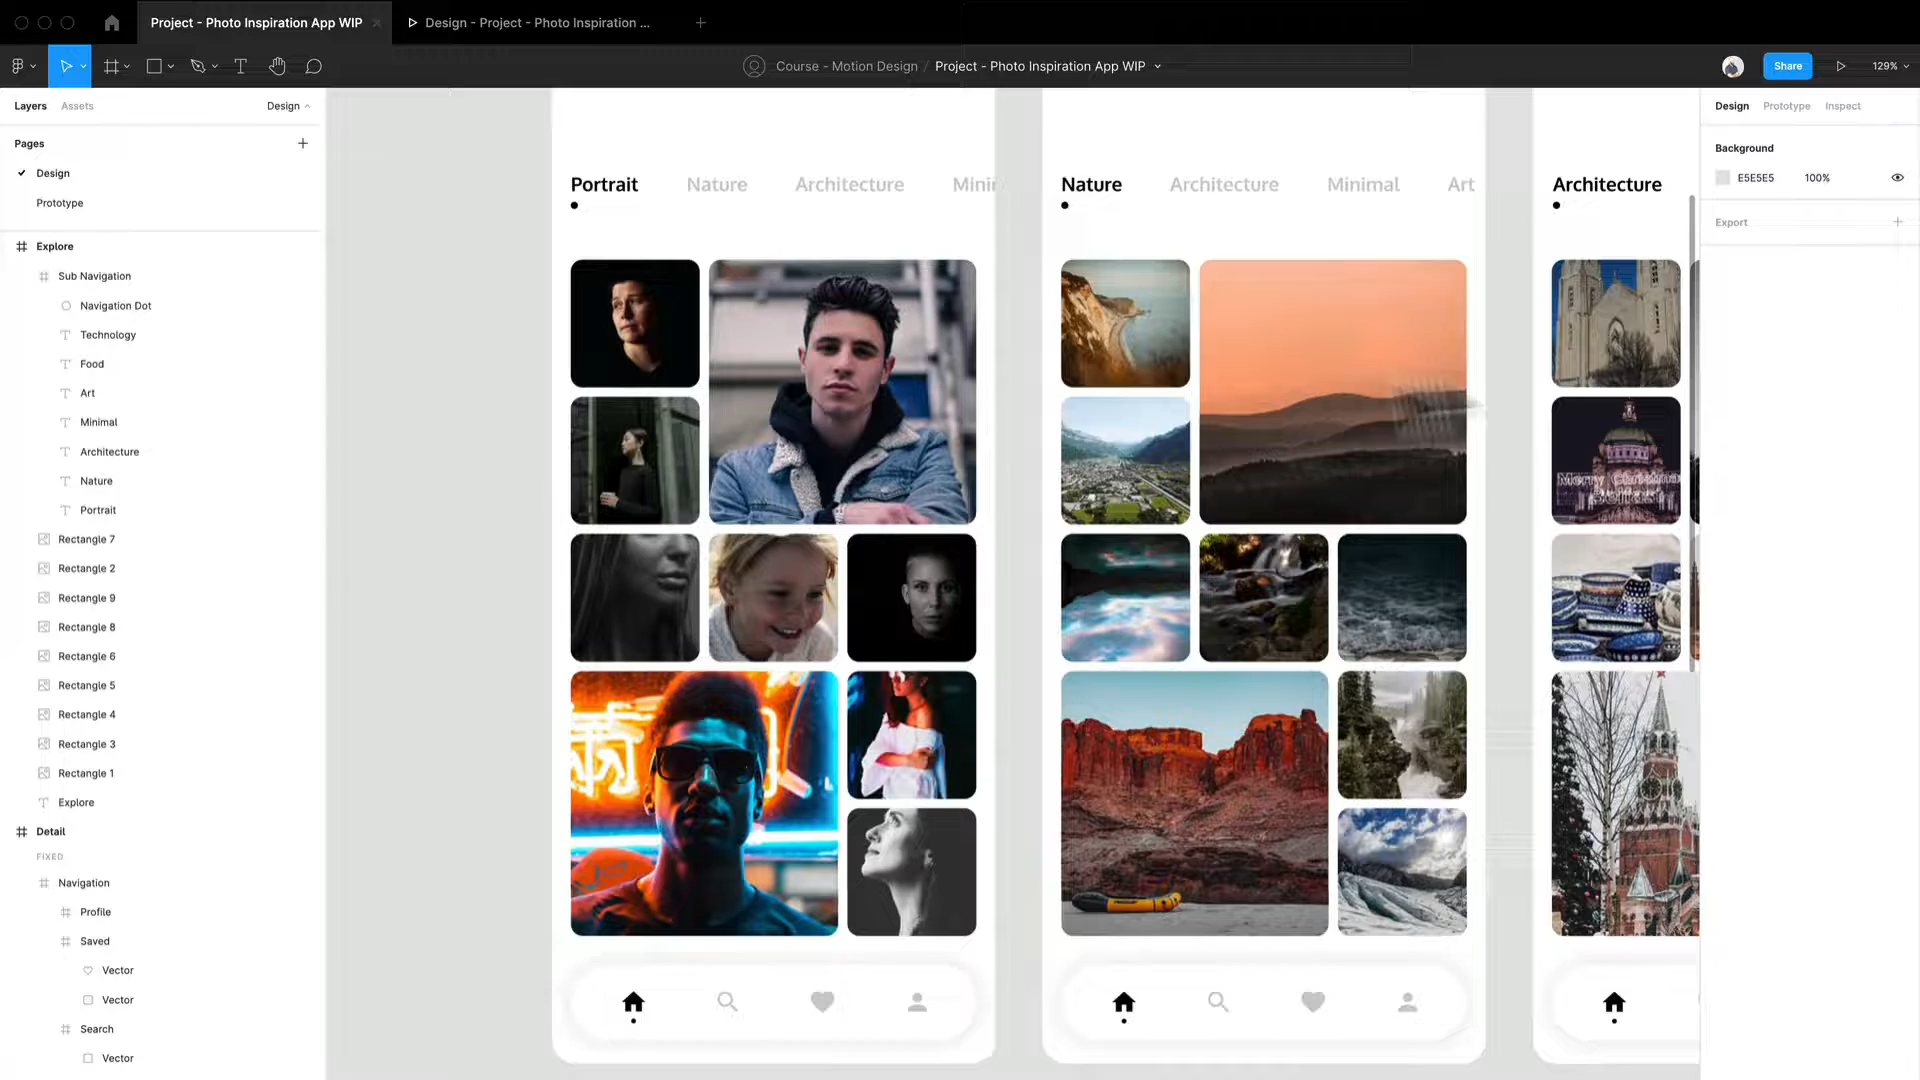 Project - Photo Inspiration App WIP
Design - Project - Photo Inspiration ...
Course - Motion Design / Project - Photo Inspiration App WIP
Share
129%
Layers Assets Design
Design Prototype Inspect
Pages
Design
Prototype
Background
E5E5E5 100%
Export
Explore
Sub Navigation
Navigation Dot
Technology
Food
Art
Minimal
Architecture
Nature
Portrait
Rectangle 7
Rectangle 2
Rectangle 9
Rectangle 8
Rectangle 6
Rectangle 5
Rectangle 4
Rectangle 3
Rectangle 1
Explore
Detail
FIXED
Navigation
Profile
Saved
Vector
Vector
Search
Vector
Portrait Nature Architecture
Nature Architecture Minimal Art
Architecture
Merry Christmas